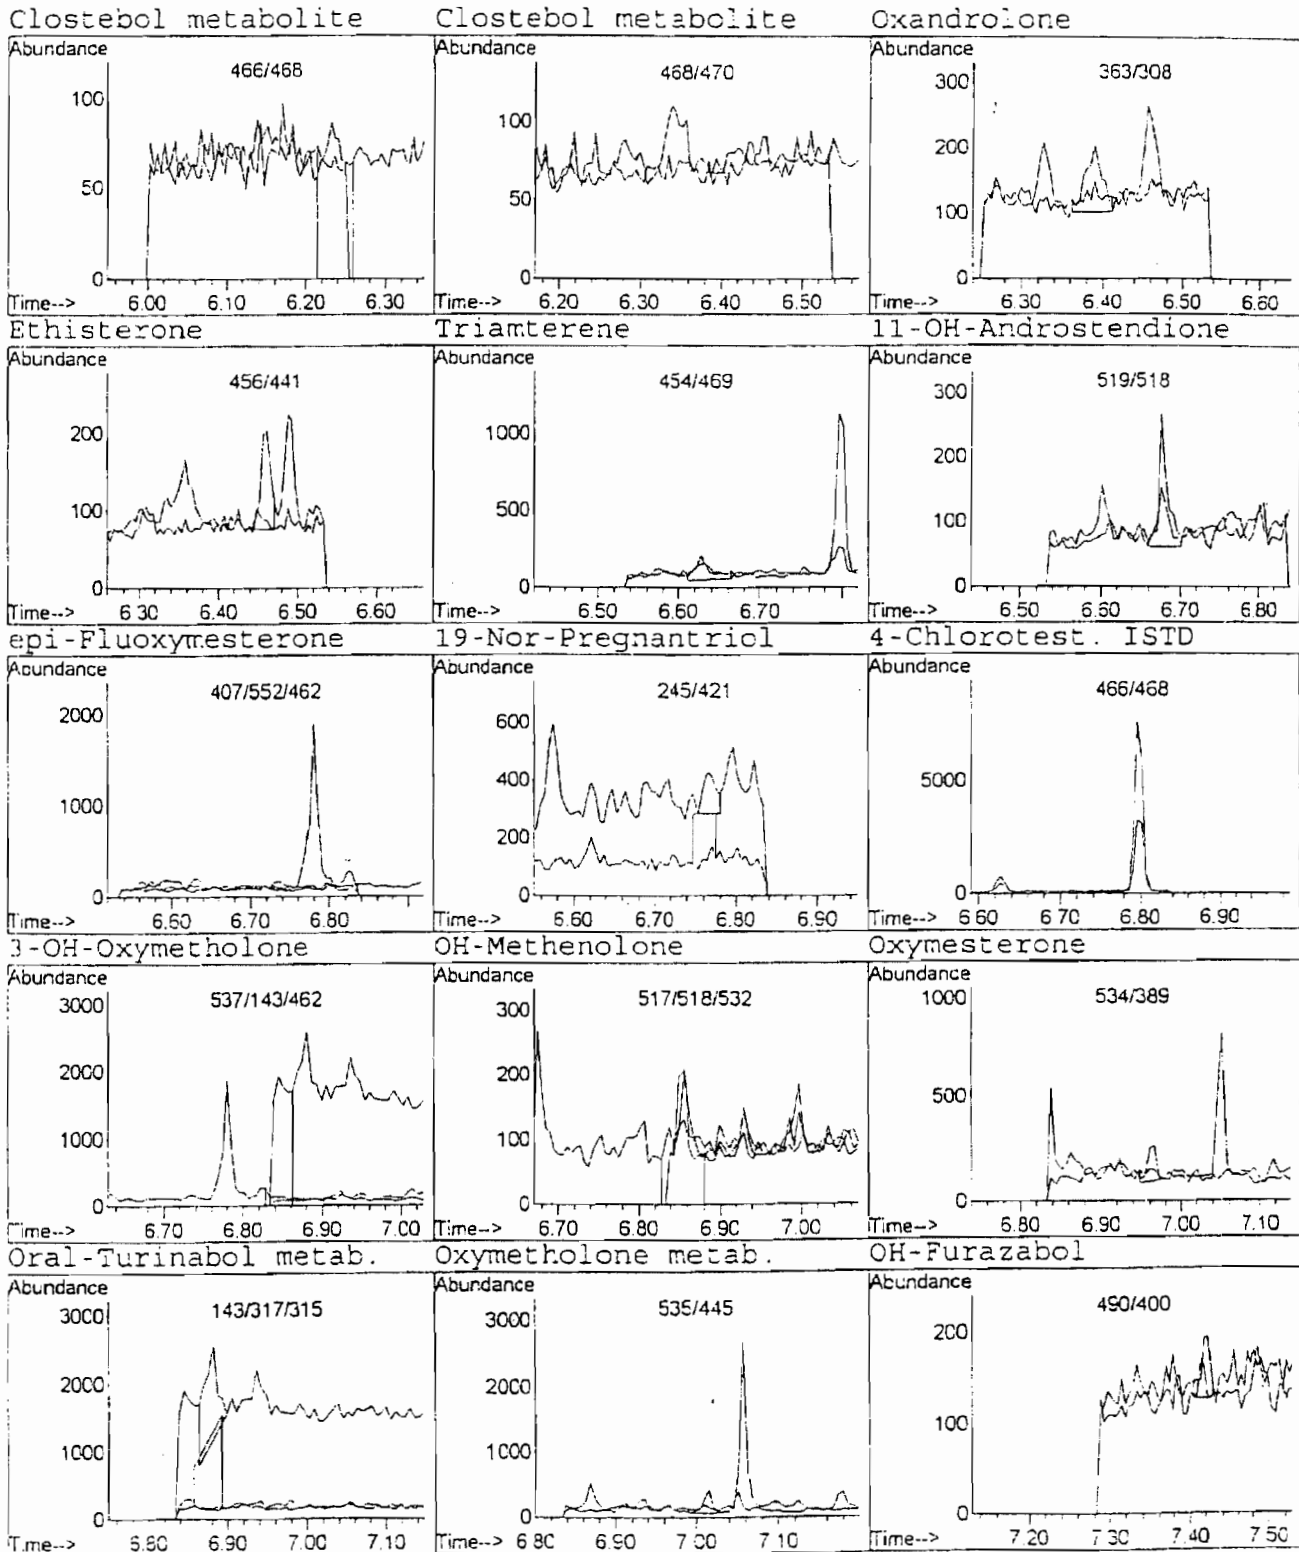 Clostebol metabolite
Clostebol metabolite
Oxandrolone
Abundance
Abundance
Abundance
466/468
468/470
363/308
100
50
0
100
50
0
300
200
100
0
Time--> 6.00 6.10 6.20 6.30
Time--> 6.20 6.30 6.40 6.50
Time--> 6.30 6.40 6.50 6.60
Ethisterone
Triamterene
11-OH-Androstendione
Abundance
Abundance
Abundance
456/441
454/469
519/518
200
100
0
1000
500
0
300
200
100
0
Time--> 6.30 6.40 6.50 6.60
Time--> 6.50 6.60 6.70
Time--> 6.50 6.60 6.70 6.80
epi-Fluoxymesterone
19-Nor-Pregnantriol
4-Chlorotest. ISTD
Abundance
Abundance
Abundance
407/552/462
245/421
466/468
2000
1000
0
600
400
200
0
5000
0
Time--> 6.60 6.70 6.80
Time--> 6.60 6.70 6.80 6.90
Time--> 6.60 6.70 6.80 6.90
3-OH-Oxymetholone
OH-Methenolone
Oxymesterone
Abundance
Abundance
Abundance
537/143/462
517/518/532
534/389
3000
2000
1000
0
300
200
100
0
1000
500
0
Time--> 6.70 6.80 6.90 7.00
Time--> 6.70 6.80 6.90 7.00
Time--> 6.80 6.90 7.00 7.10
Oral-Turinabol metab.
Oxymetholone metab.
OH-Furazabol
Abundance
Abundance
Abundance
143/317/315
535/445
490/400
3000
2000
1000
0
3000
2000
1000
0
200
100
0
Time--> 6.90 7.00 7.10
Time--> 6.80 6.90 7.00 7.10
Time--> 7.20 7.30 7.40 7.50